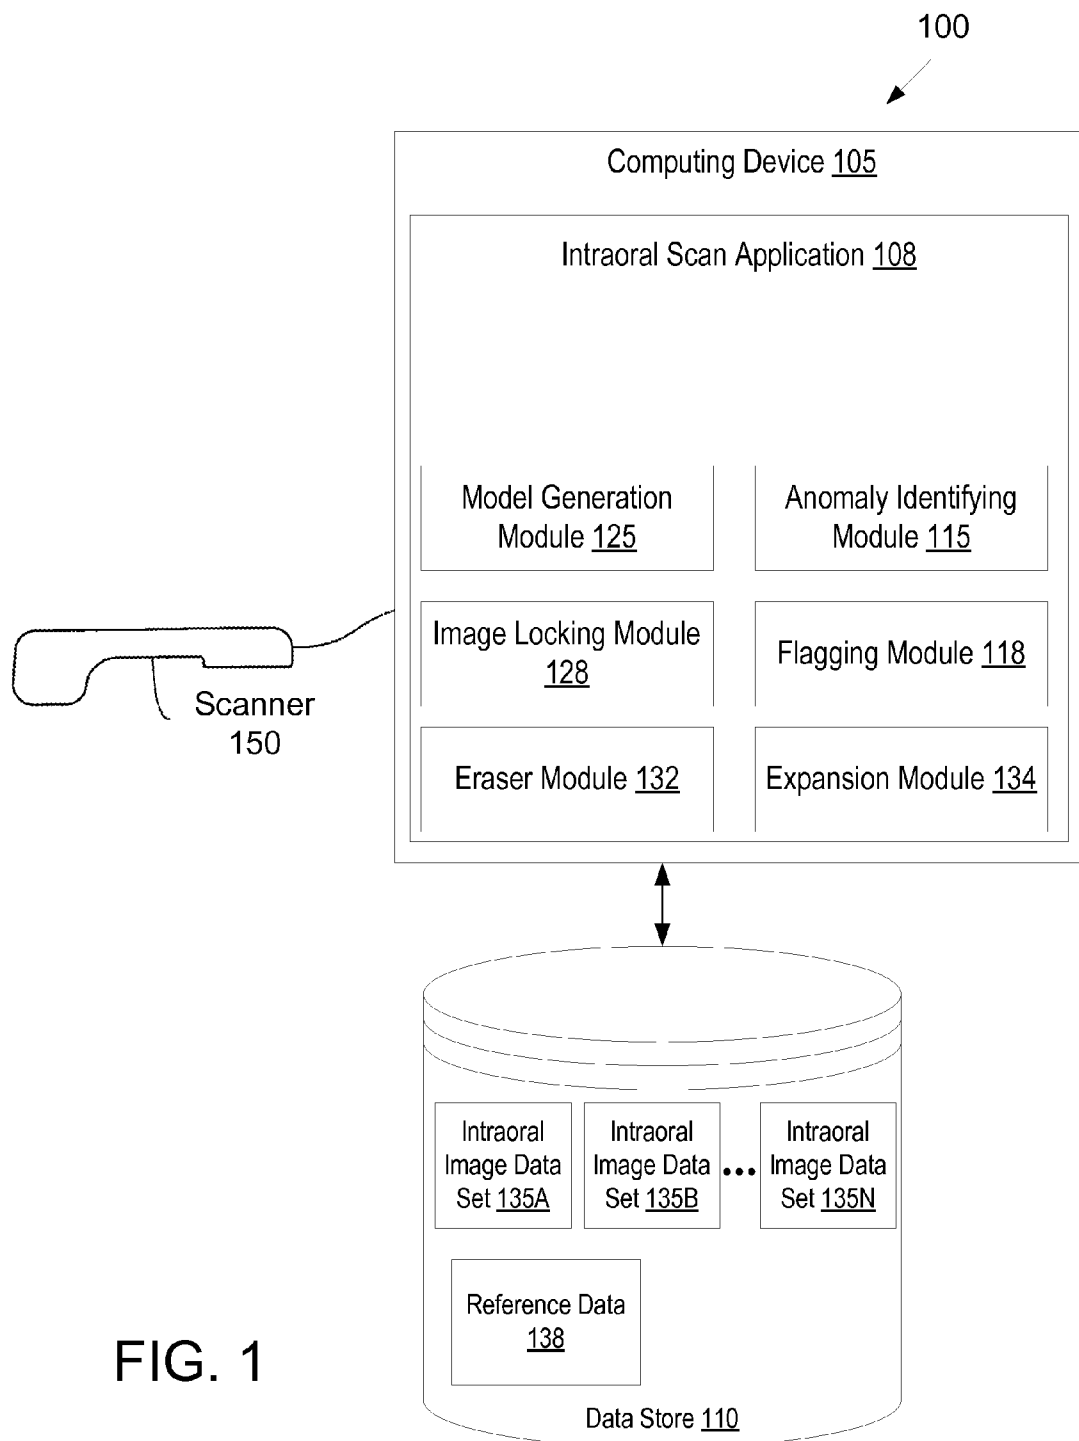 100
Computing Device 105
Intraoral Scan Application 108
Model Generation
Module 125
Anomaly Identifying
Module 115
Image Locking Module
128
Flagging Module 118
Scanner
150
Eraser Module 132
Expansion Module 134
Intraoral
Image Data
Set 135A
Intraoral
Image Data
Set 135B
•••
Intraoral
Image Data
Set 135N
Reference Data
138
FIG. 1
Data Store 110